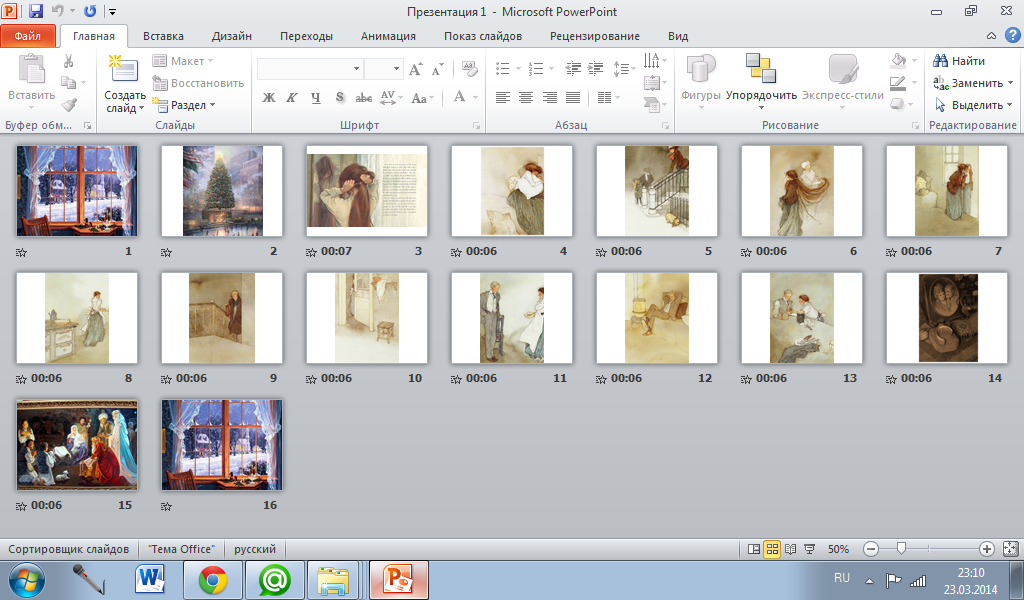 Презентация 1 - Microsoft PowerPoint
Файл Главная Вставка Дизайн Переходы Анимация Показ слайдов Рецензирование Вид
Вставить
Буфер обм...
Создать слайд
Макет
Восстановить
Раздел
Слайды
Ж К Ч S abc AV Aa A
Шрифт
Абзац
Фигуры Упорядочить Экспресс-стили
Рисование
Найти
Заменить
Выделить
Редактирование
1 2 00:07 3 00:06 4 00:06 5 00:06 6 00:06 7
00:06 8 00:06 9 00:06 10 00:06 11 00:06 12 00:06 13 00:06 14
00:06 15 16
Сортировщик слайдов "Тема Office" русский 50%
RU 23:10
23.03.2014